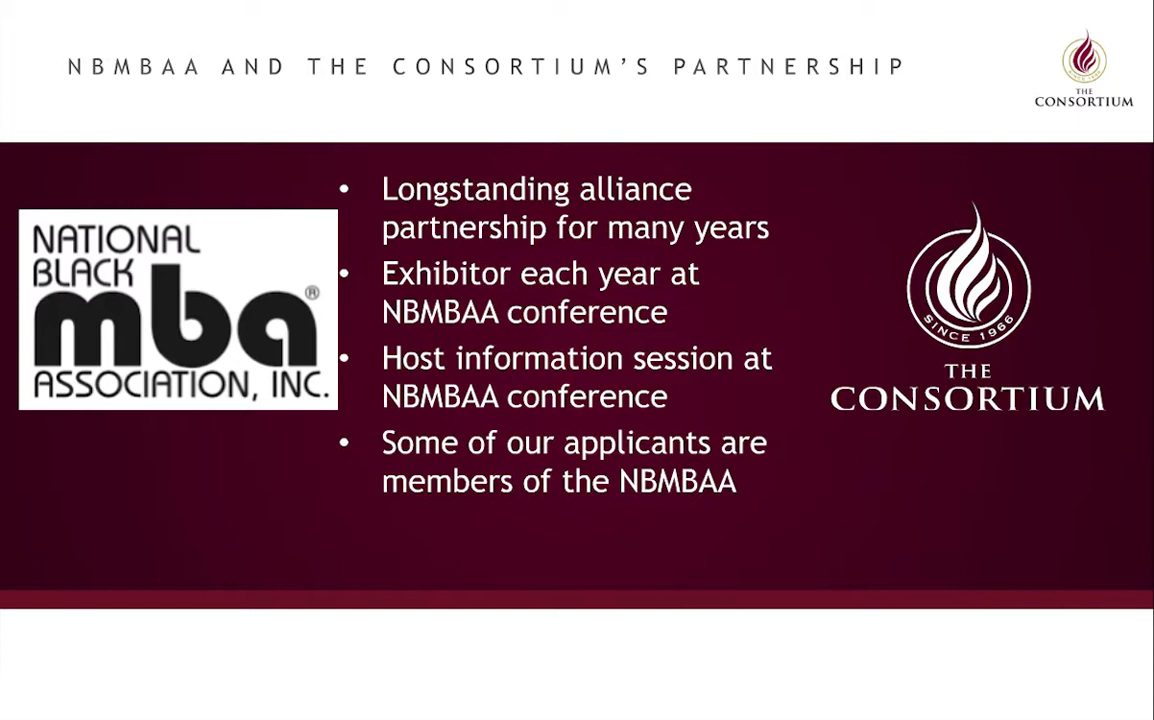 NBMBAA AND THE CONSORTIUM'S PARTNERSHIP
SINCE 1966
THE
CONSORTIUM
NATIONAL
BLACK
mba®
ASSOCIATION, INC.
• Longstanding alliance
partnership for many years
• Exhibitor each year at
NBMBAA conference
• Host information session at
NBMBAA conference
• Some of our applicants are
members of the NBMBAA
SINCE 1966
THE
CONSORTIUM